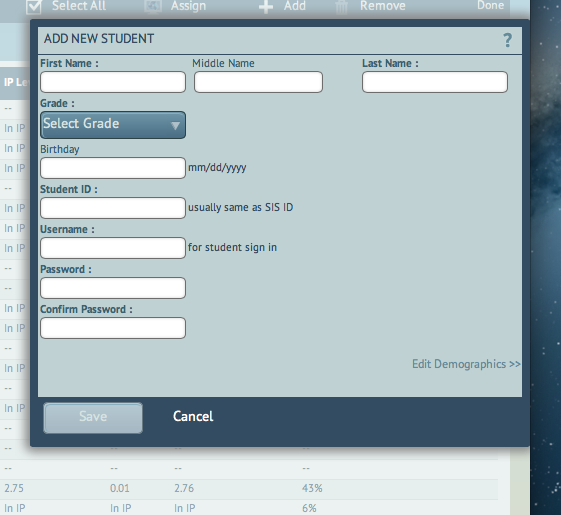 Select All Assign Add Remove Done
ADD NEW STUDENT ?
First Name : Middle Name Last Name :
IP
Grade :
--
Select Grade
In IP
In IP
Birthday
In IP
mm/dd/yyyy
--
Student ID :
In IP
usually same as SIS ID
In IP
Username :
In IP
for student sign in
--
Password :
In IP
--
Confirm Password :
In IP
In IP
--
Edit Demographics >>
--
In IP
Save Cancel
--
-- -- -- --
-- -- -- --
2.75 0.01 2.76 43%
In IP In IP In IP 6%